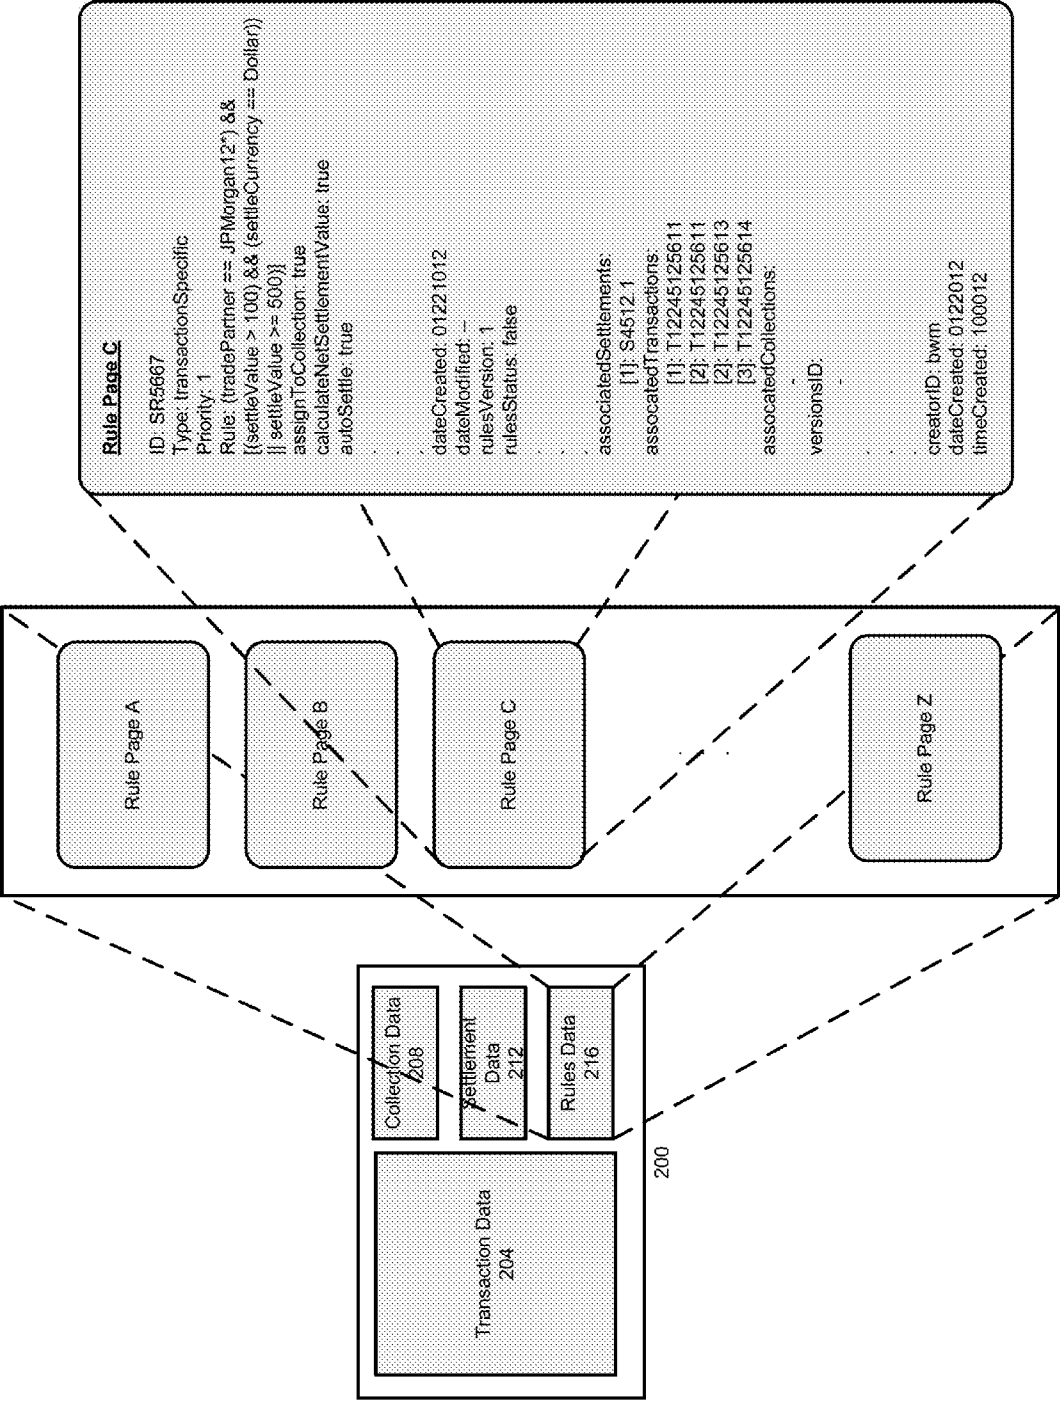 Rule Page C
ID: SR5667
Type: transactionSpecific
Priority: 1
Rule: (tradePartner == JPMorgan12*) &&
[(settleValue > 100) && (settleCurrency == Dollar))
|| settleValue >= 500)]
assignToCollection: true
calculateNetSettlementValue: true
autoSettle: true
.
.
.
dateCreated: 01221012
dateModified: --
rulesVersion: 1
rulesStatus: false
.
.
.
associatedSettlements:
[1]: S4512.1
assocatedTransactions:
[1]: T12245125611
[2]: T12245125611
[2]: T12245125613
[3]: T12245125614
assocatedCollections:
-
versionsID:
-
.
.
.
creatorID: bwm
dateCreated: 0122012
timeCreated: 100012
Rule Page A
Rule Page B
Rule Page C
. . .
Rule Page Z
Collection Data
208
Settlement
Data
212
Rules Data
216
Transaction Data
204
200